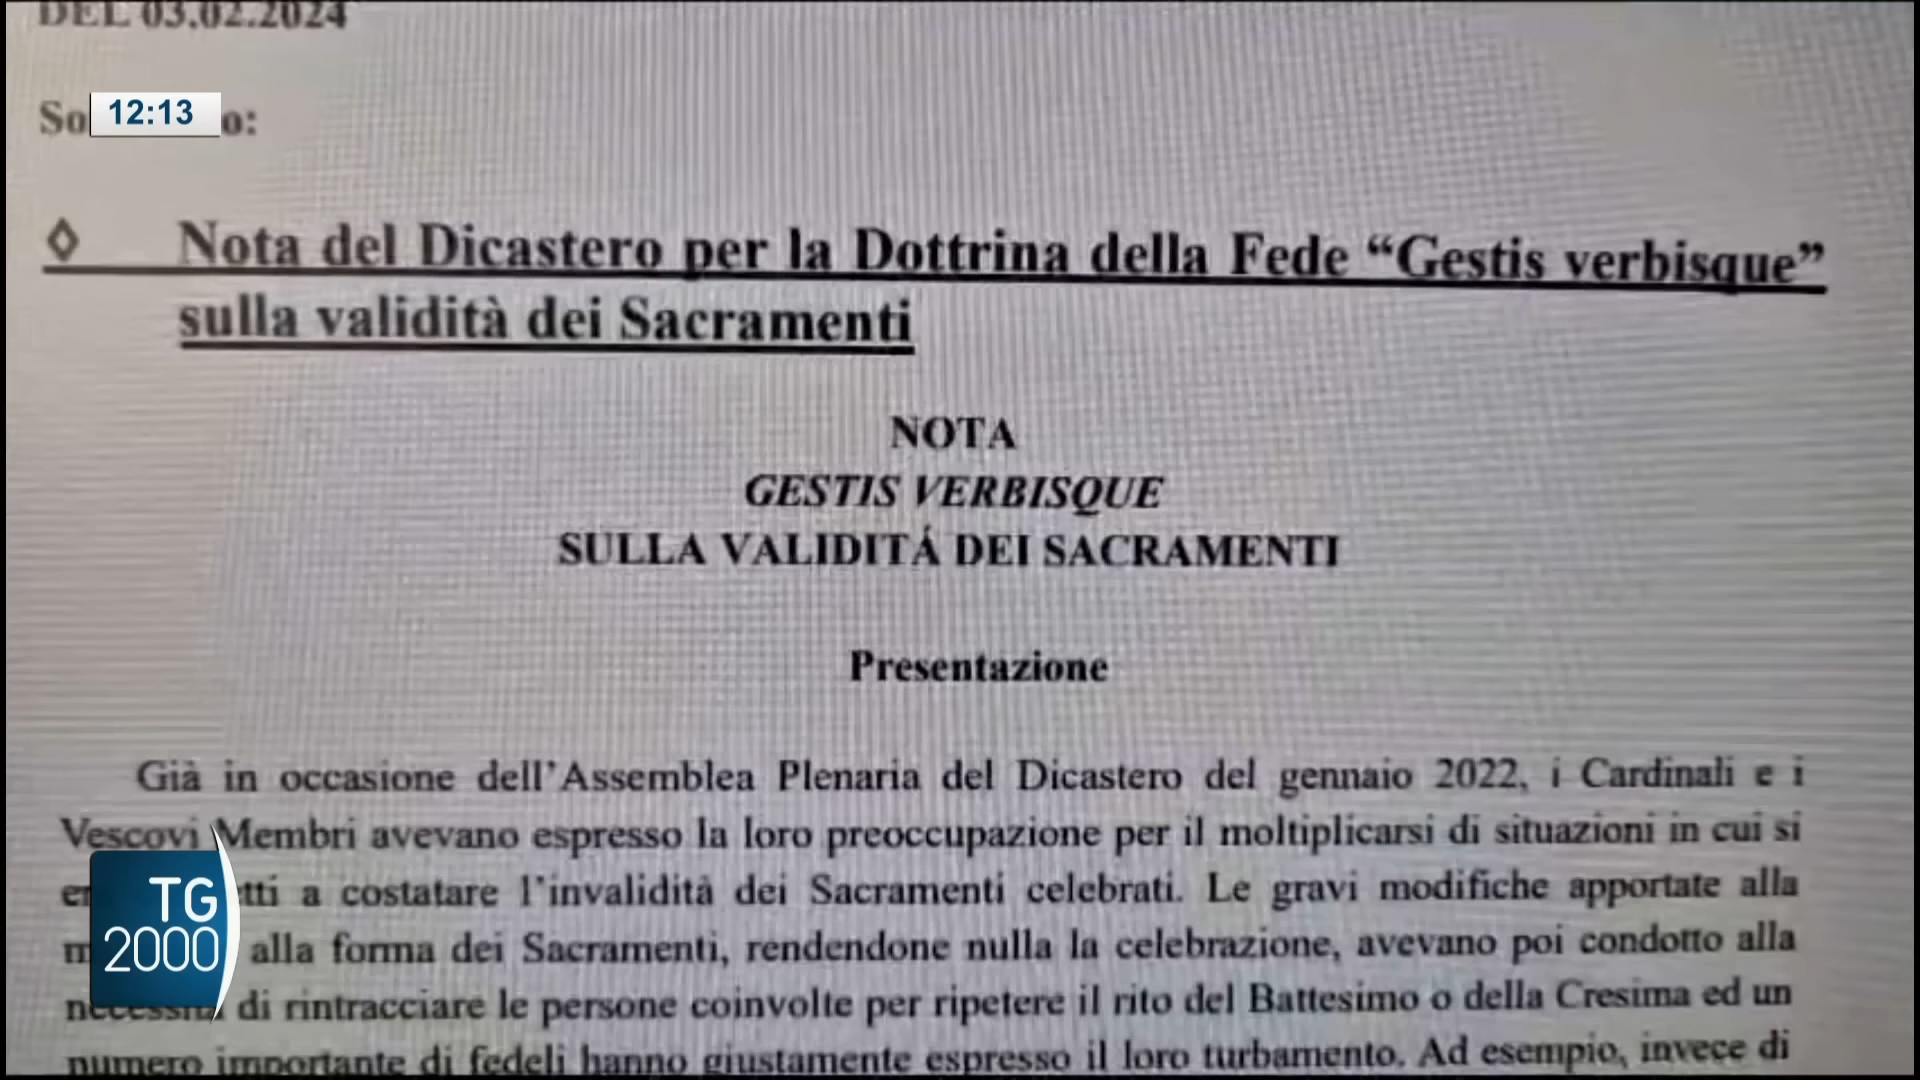 DEL 03.02.2024
12:13
◊ Nota del Dicastero per la Dottrina della Fede “Gestis verbisque”
sulla validità dei Sacramenti
NOTA
GESTIS VERBISQUE
SULLA VALIDITÁ DEI SACRAMENTI
Presentazione
Già in occasione dell’Assemblea Plenaria del Dicastero del gennaio 2022, i Cardinali e i
Vescovi Membri avevano espresso la loro preoccupazione per il moltiplicarsi di situazioni in cui si
a costatare l’invalidità dei Sacramenti celebrati. Le gravi modifiche apportate alla
alla forma dei Sacramenti, rendendone nulla la celebrazione, avevano poi condotto alla
di rintracciare le persone coinvolte per ripetere il rito del Battesimo o della Cresima ed un
numero importante di fedeli hanno giustamente espresso il loro turbamento. Ad esempio, invece di
TG
2000